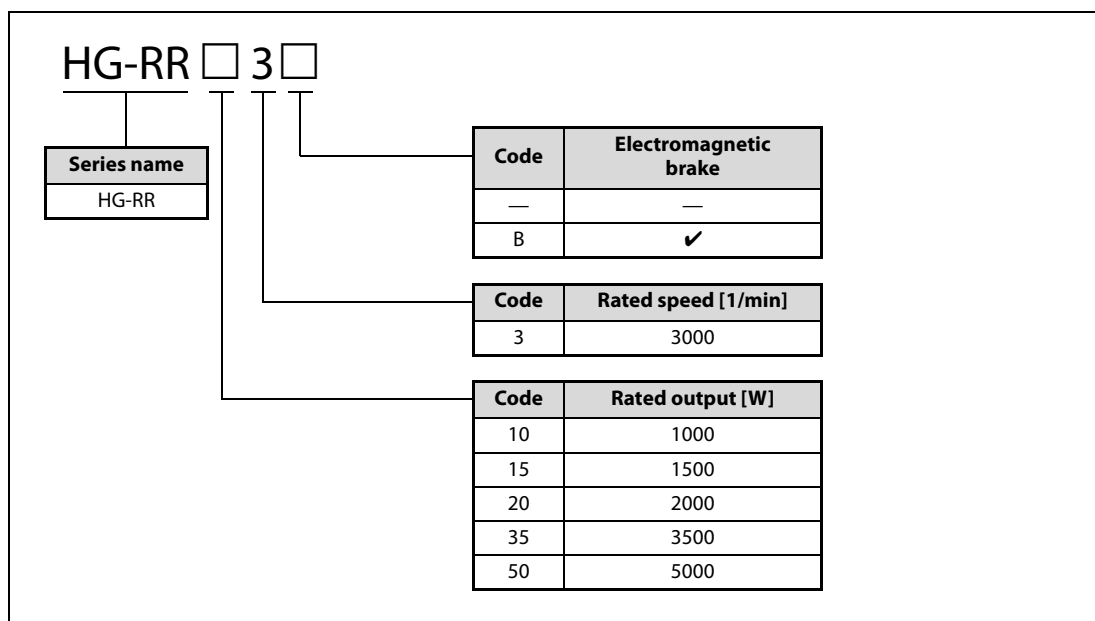 HG-RR □ 3 □
Series name
HG-RR
Code Electromagnetic
brake
— —
B ✔
Code Rated speed [1/min]
3 3000
Code Rated output [W]
10 1000
15 1500
20 2000
35 3500
50 5000